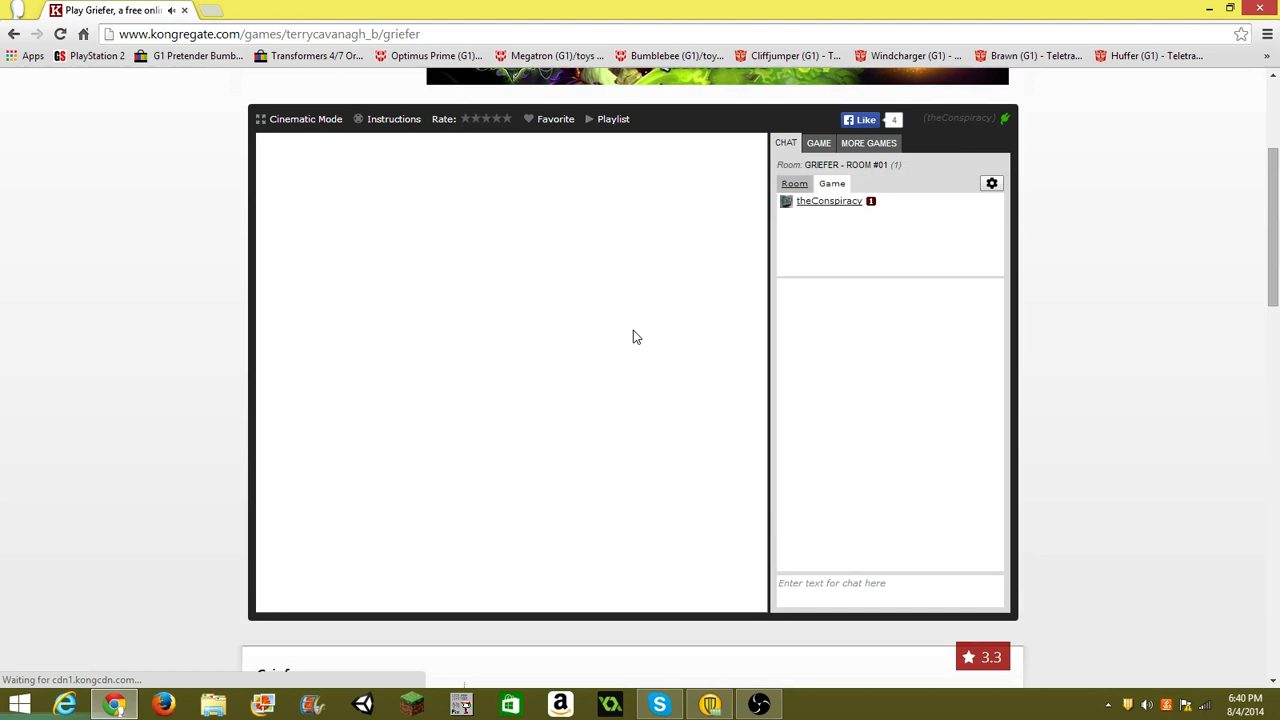 Play Griefer, a free onli
www.kongregate.com/games/terrycavanagh_b/griefer
Apps PlayStation 2 G1 Pretender Bumb... Transformers 4/7 Or... Optimus Prime (G1)... Megatron (G1)/toys ... Bumblebee (G1)/toy... Cliffjumper (G1) - T... Windcharger (G1) - ... Brawn (G1) - Teletra... Huffer (G1) - Teletra... »
Cinematic Mode Instructions Rate: Favorite Playlist Like 4 (theConspiracy)
CHAT GAME MORE GAMES
Room: GRIEFER - ROOM #01 (1)
Room Game
theConspiracy 1
Enter text for chat here
3.3
Waiting for cdn1.kongcdn.com...
6:40 PM
8/4/2014